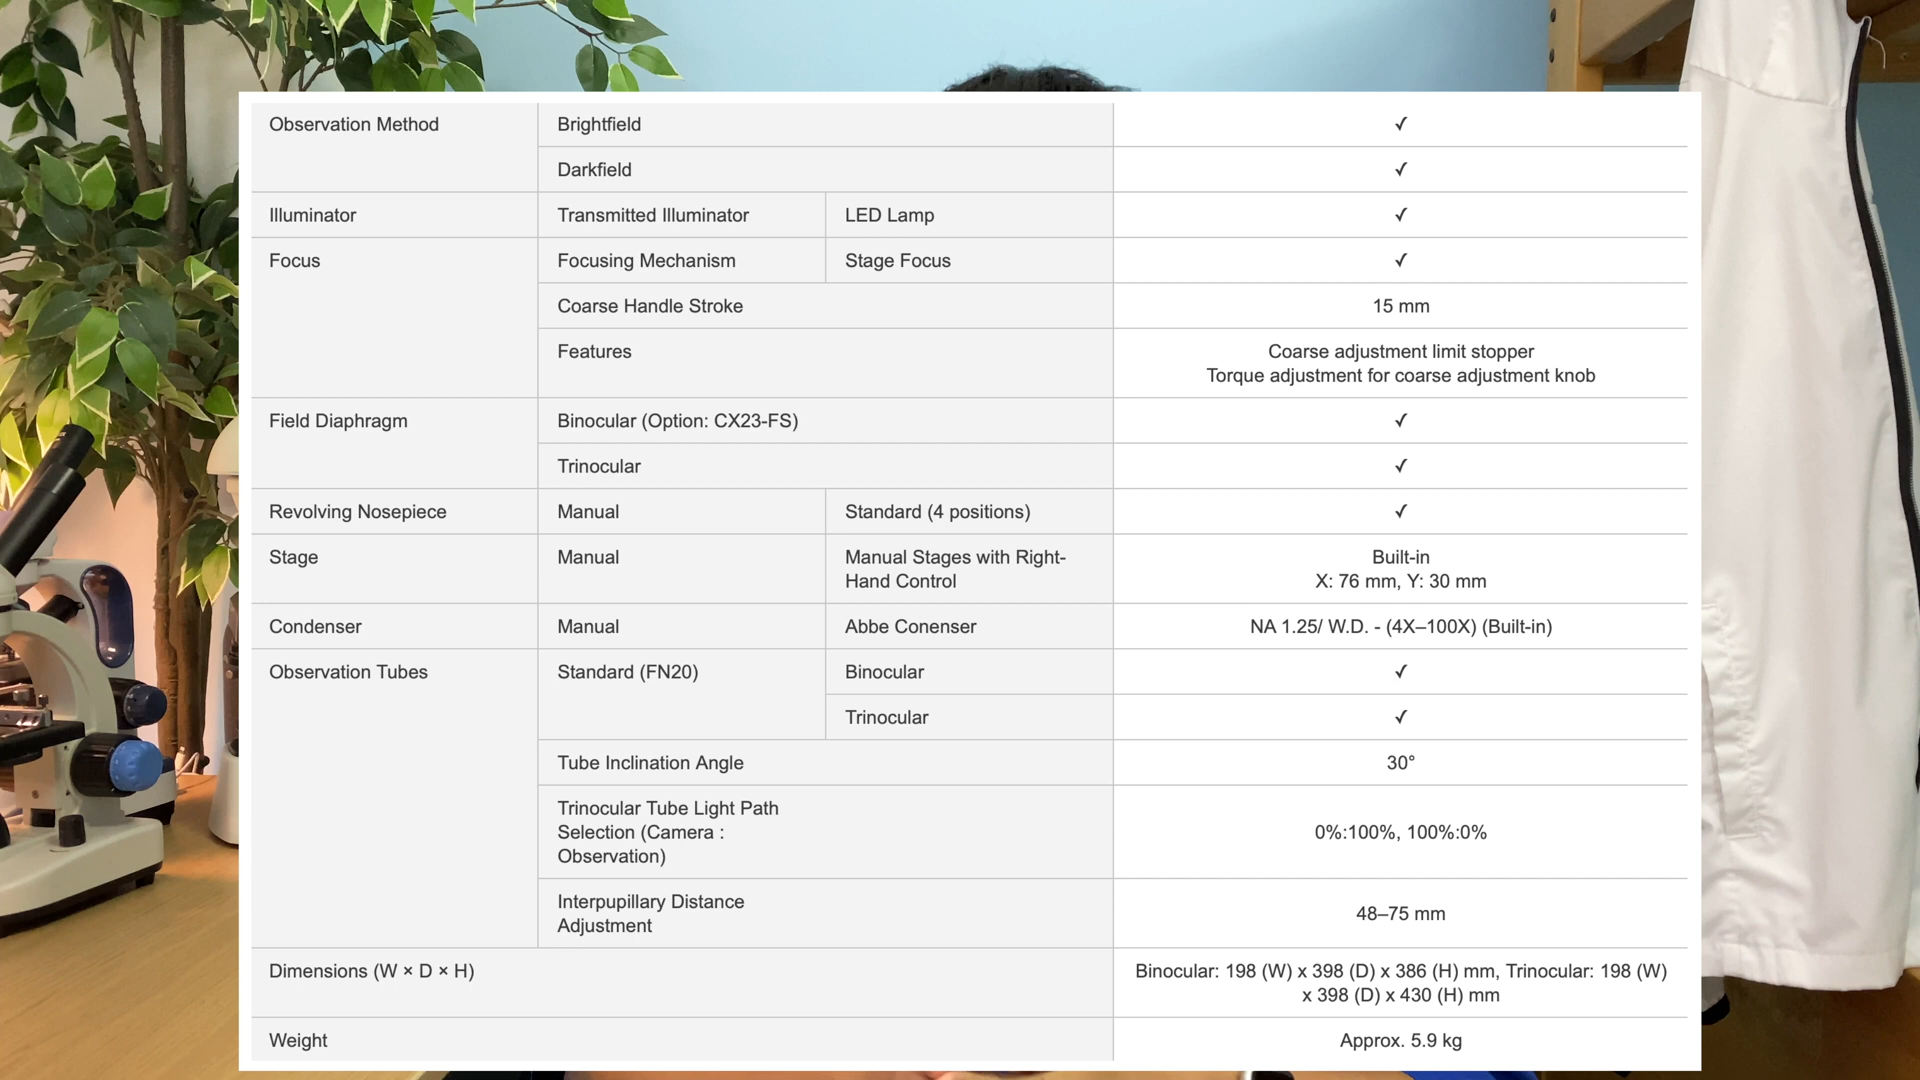 Observation Method Brightfield ✓
Darkfield ✓
Illuminator Transmitted Illuminator LED Lamp ✓
Focus Focusing Mechanism Stage Focus ✓
Coarse Handle Stroke 15 mm
Features Coarse adjustment limit stopper
Torque adjustment for coarse adjustment knob
Field Diaphragm Binocular (Option: CX23-FS) ✓
Trinocular ✓
Revolving Nosepiece Manual Standard (4 positions) ✓
Stage Manual Manual Stages with Right-
Hand Control
Built-in
X: 76 mm, Y: 30 mm
Condenser Manual Abbe Conenser NA 1.25/ W.D. - (4X–100X) (Built-in)
Observation Tubes Standard (FN20) Binocular ✓
Trinocular ✓
Tube Inclination Angle 30°
Trinocular Tube Light Path
Selection (Camera :
Observation)
0%:100%, 100%:0%
Interpupillary Distance
Adjustment
48–75 mm
Dimensions (W × D × H) Binocular: 198 (W) x 398 (D) x 386 (H) mm, Trinocular: 198 (W)
x 398 (D) x 430 (H) mm
Weight Approx. 5.9 kg